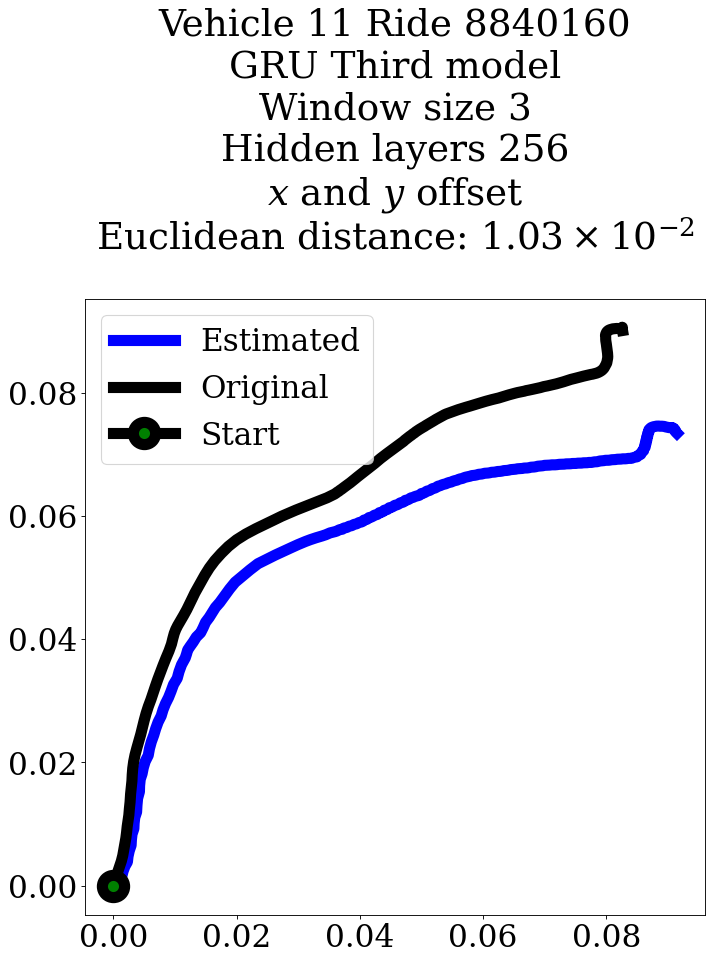 Vehicle 11 Ride 8840160
GRU Third model
Window size 3
Hidden layers 256
x and y offset
Euclidean distance: 1.03 × 10⁻²
Estimated
Original
Start
0.08
0.06
0.04
0.02
0.00
0.00 0.02 0.04 0.06 0.08